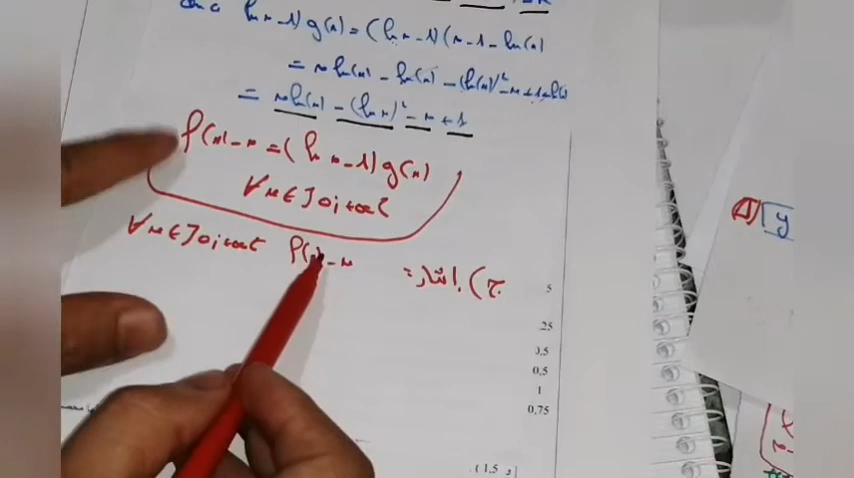 ln x - 1) g(x) = (ln x - 1)(x - 1 - ln(x)
= x ln(x) - ln(x) - (ln(x))² - x + 1 + ln(x)
= x ln(x) - (ln x)² - x + 1
f(x) - x = (ln x - 1) g(x)
∀x ∈ ]0; +∞[
ج) إشارة:
f(x) - x
∀x ∈ ]0; +∞[
5
25
0,5
0,5
1
0,75
(1,5
y